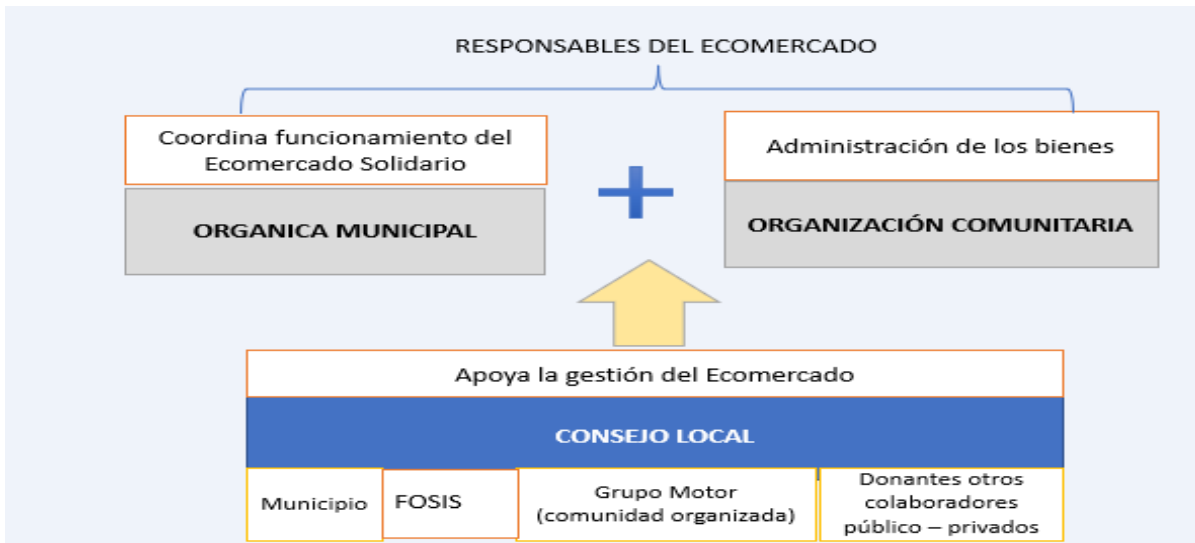 RESPONSABLES DEL ECOMERCADO
Coordina funcionamiento del
Ecomercado Solidario
ORGANICA MUNICIPAL
Administración de los bienes
ORGANIZACIÓN COMUNITARIA
Apoya la gestión del Ecomercado
CONSEJO LOCAL
Municipio
FOSIS
Grupo Motor
(comunidad organizada)
Donantes otros
colaboradores
público – privados